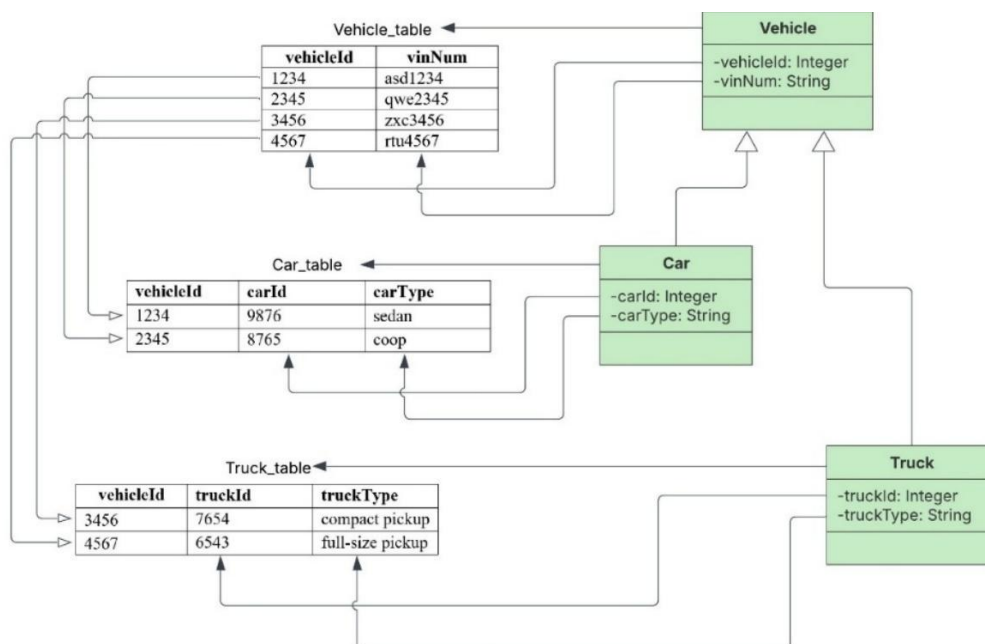 Vehicle_table
vehicleId vinNum
1234 asd1234
2345 qwe2345
3456 zxc3456
4567 rtu4567
Vehicle
-vehicleId: Integer
-vinNum: String
Car_table
vehicleId carId carType
1234 9876 sedan
2345 8765 coop
Car
-carId: Integer
-carType: String
Truck_table
vehicleId truckId truckType
3456 7654 compact pickup
4567 6543 full-size pickup
Truck
-truckId: Integer
-truckType: String